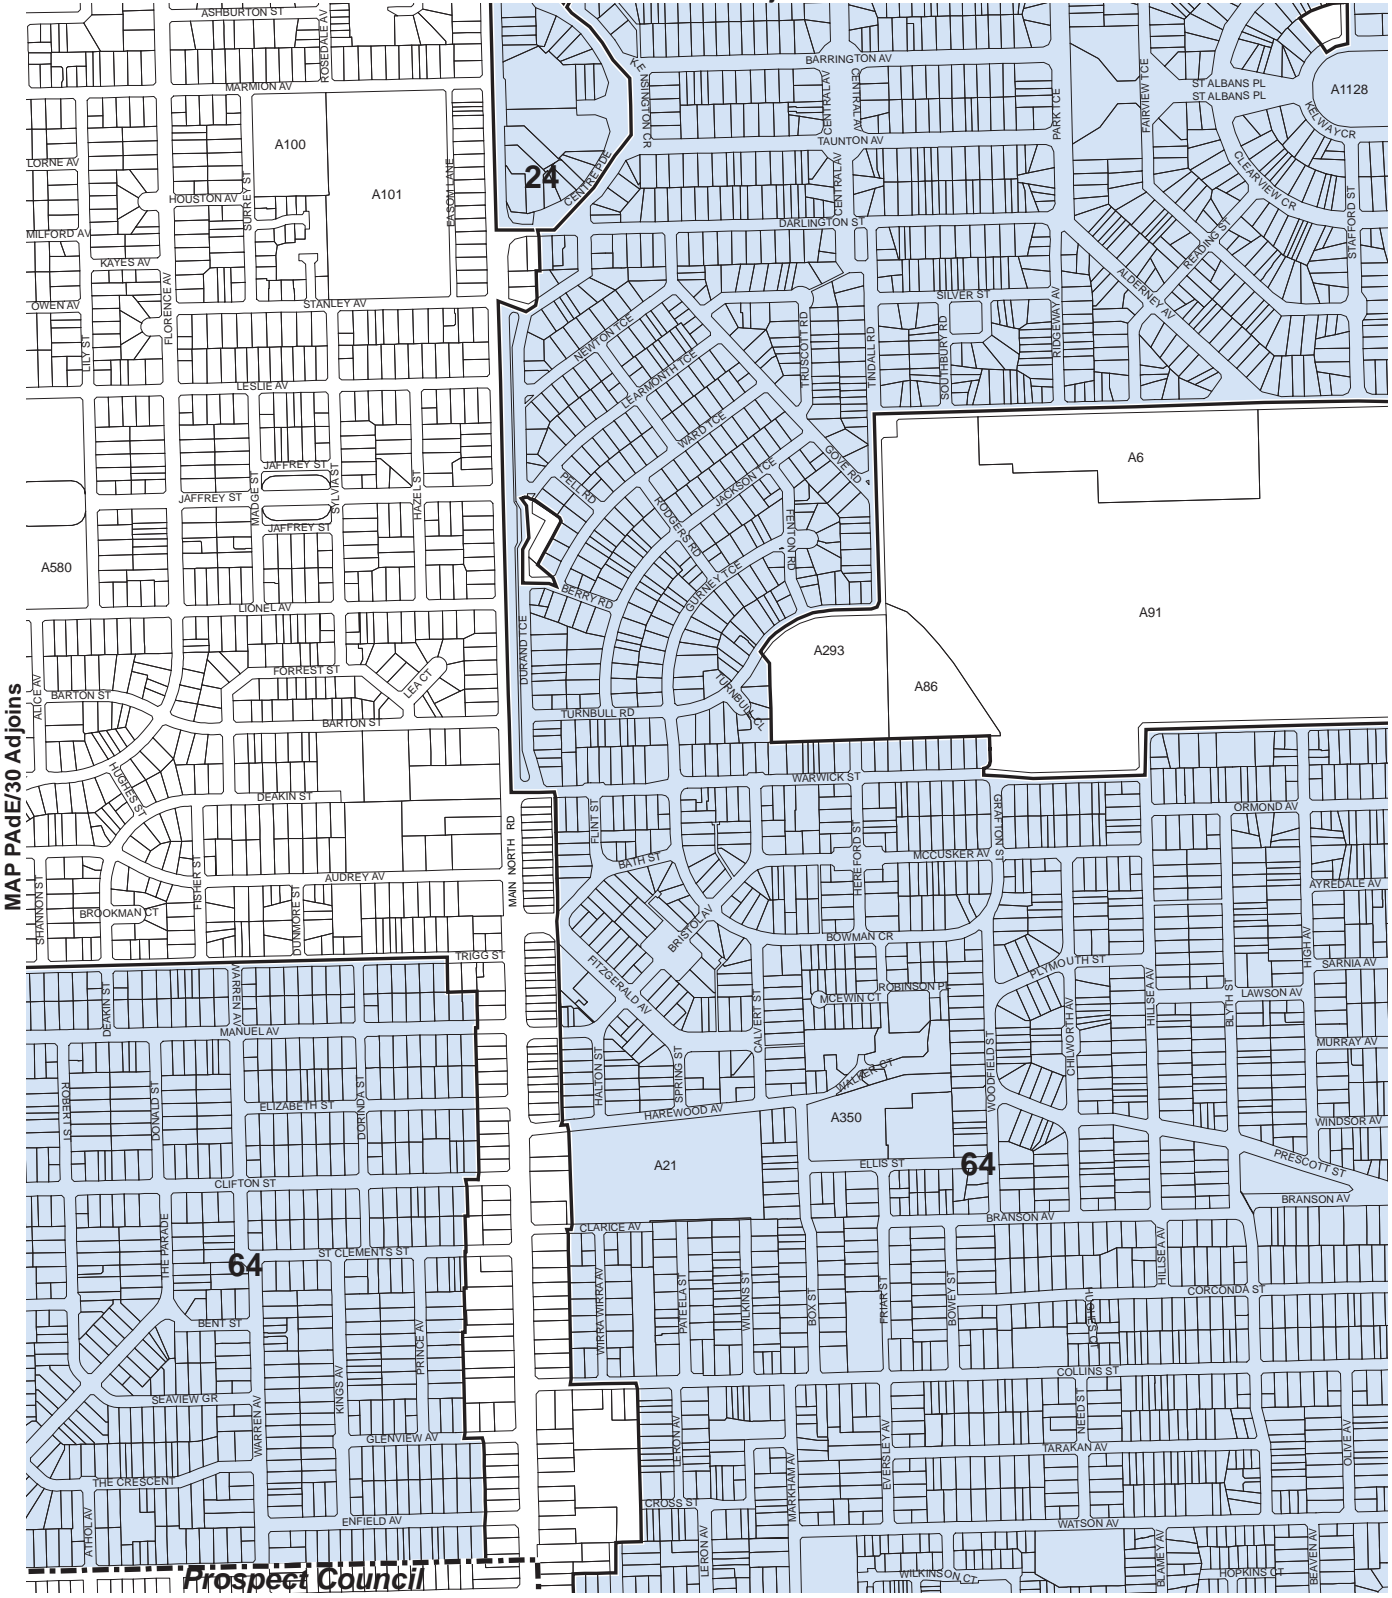 ASHBURTON ST
ROSEDALE AV
MARMION AV
BARRINGTON AV
KENSINGTON CR
CENTRAL AV
CENTRAL AV
PARK TCE
FAIRVIEW TCE
ST ALBANS PL
ST ALBANS PL
A1128
KELWAY CR
A100
TAUNTON AV
LORNE AV
A101
EASOM LANE
24
CENTRE PDE
CENTRAL AV
CLEARVIEW CR
STAFFORD ST
HOUSTON AV
SURREY ST
DARLINGTON ST
READING ST
MILFORD AV
KAYES AV
FLORENCE AV
ALDERNEY AV
OWEN AV
STANLEY AV
SILVER ST
LILY ST
NEWTON TCE
TRUSCOTT RD
TINDALL RD
SOUTHBURY RD
RIDGEWAY AV
LESLIE AV
LEARMONTH TCE
WARD TCE
JAFFREY ST
JACKSON TCE
GOVE RD
A6
JAFFREY ST
MADGE ST
SYLVIA ST
HAZEL ST
PELL RD
RODGERS RD
FENTON RD
JAFFREY ST
A580
GURNEY TCE
BERRY RD
LIONEL AV
A91
DURAND TCE
A293
FORREST ST
LEA CT
A86
TURNBULL CL
ALICE AV
BARTON ST
BARTON ST
TURNBULL RD
MAP PAdE/30 Adjoins
HUGHES ST
DEAKIN ST
WARWICK ST
GRAFTON ST
ORMOND AV
MAIN NORTH RD
FLINT ST
BATH ST
HEREFORD ST
MCCUSKER AV
FISHER ST
AUDREY AV
AYREDALE AV
SHANNON ST
BROOKMAN CT
DUNMORE ST
BRISTOL AV
BOWMAN CR
TRIGG ST
HIGH AV
PLYMOUTH ST
SARNIA AV
FITZGERALD AV
ROBINSON PL
MCEWIN CT
LAWSON AV
DEAKIN ST
WARREN AV
MANUEL AV
CALVERT ST
HILLSEA AV
BLYTH ST
MURRAY AV
CHILWORTH AV
WOODFIELD ST
WALKER CT
HALTON ST
SPRING ST
ROBERT ST
DONALD ST
ELIZABETH ST
DORINDA ST
HAREWOOD AV
A350
WINDSOR AV
A21
ELLIS ST
64
PRESCOTT ST
CLIFTON ST
BRANSON AV
BRANSON AV
CLARICE AV
THE PARADE
ST CLEMENTS ST
64
HILLSEA AV
CORCONDA ST
WIRRA WIRRA AV
WILKINS ST
BOX ST
FRIAR ST
BOWEY ST
HUGHES CT
BENT ST
PRINCE AV
COLLINS ST
SEAVIEW GR
KINGS AV
WARREN AV
NEED ST
OLIVE AV
GLENVIEW AV
LERON AV
MARKHAM AV
EVERSLEY AV
TARAKAN AV
THE CRESCENT
CROSS ST
ATHOL AV
ENFIELD AV
LERON AV
WATSON AV
BLAMEY AV
BEAVEN AV
Prospect Council
WILKINSON CT
HOPKINS CT